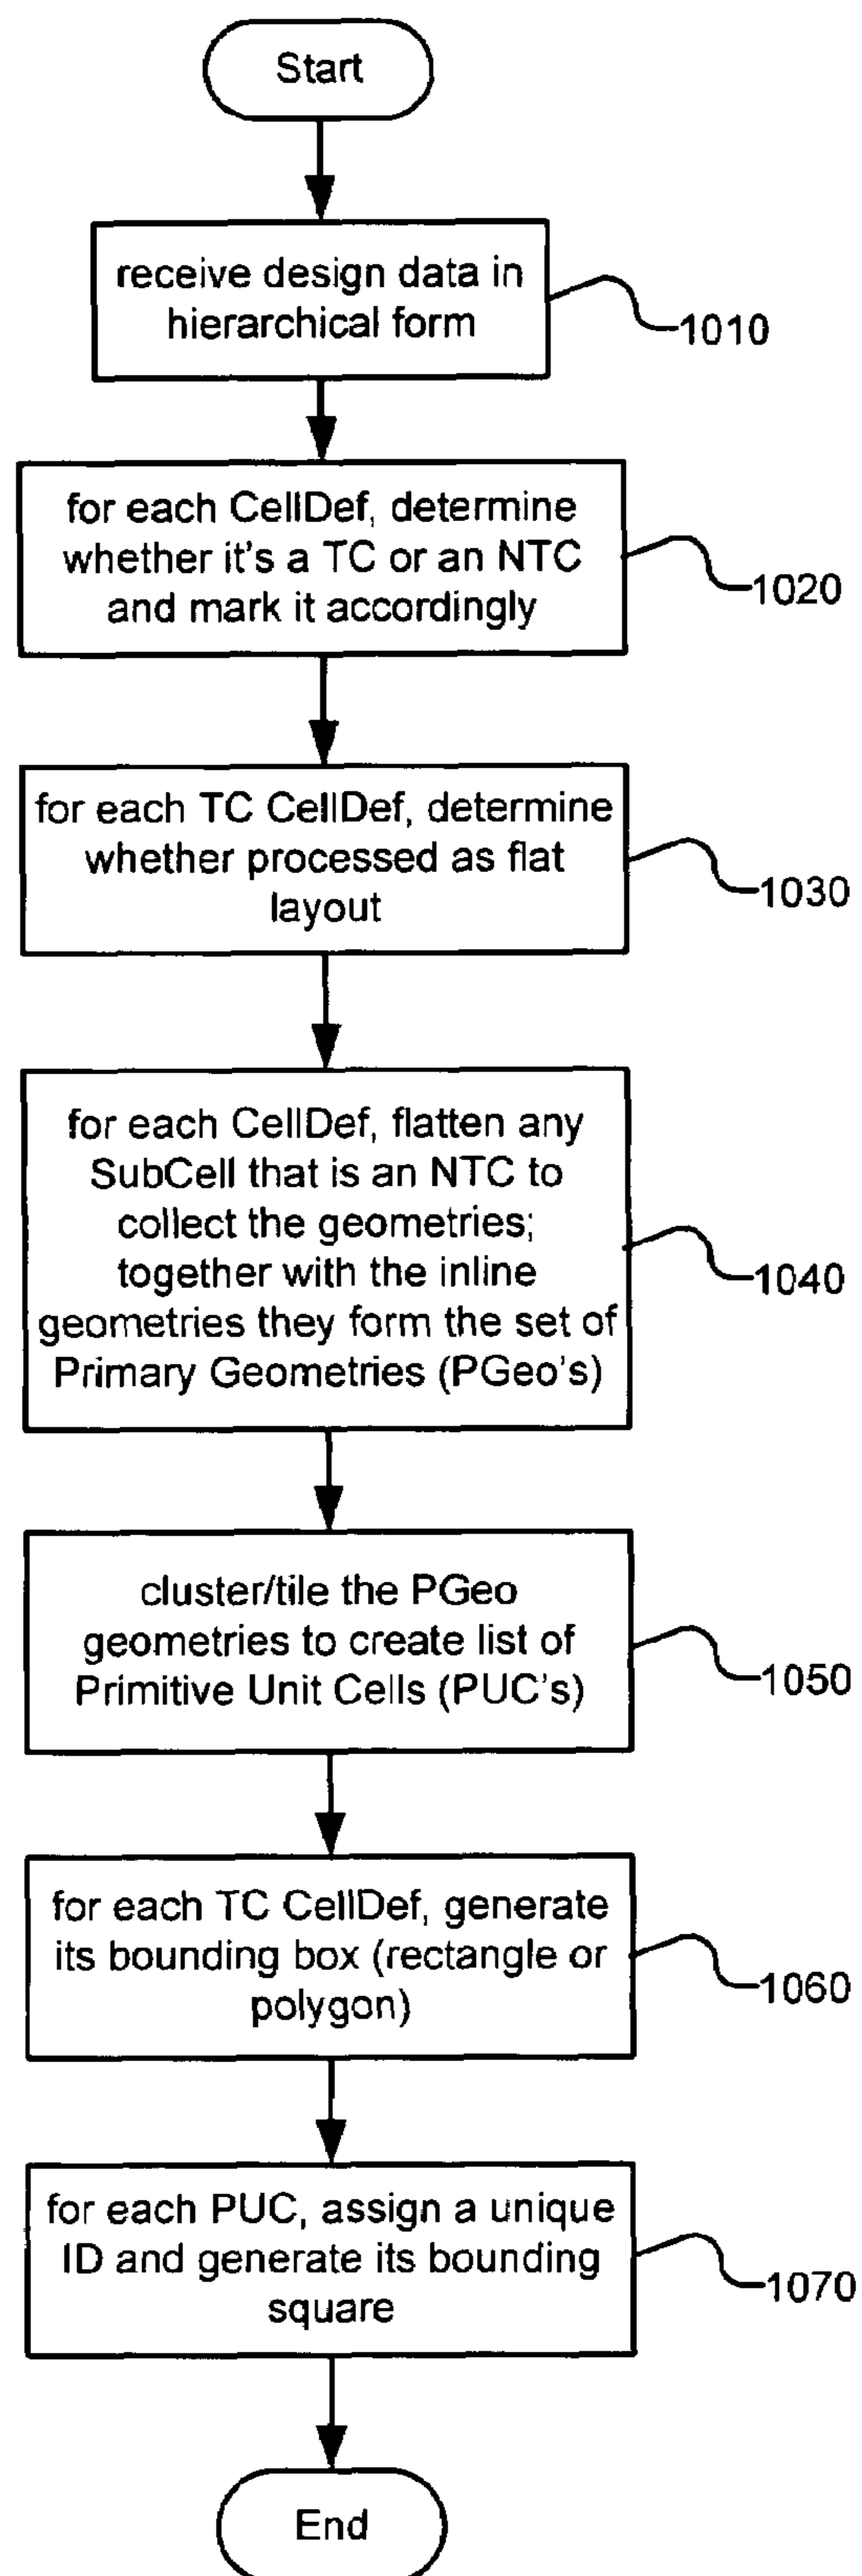 Start
receive design data in
hierarchical form
1010
for each CellDef, determine
whether it's a TC or an NTC
and mark it accordingly
1020
for each TC CellDef, determine
whether processed as flat
layout
1030
for each CellDef, flatten any
SubCell that is an NTC to
collect the geometries;
together with the inline
geometries they form the set of
Primary Geometries (PGeo's)
1040
cluster/tile the PGeo
geometries to create list of
Primitive Unit Cells (PUC's)
1050
for each TC CellDef, generate
its bounding box (rectangle or
polygon)
1060
for each PUC, assign a unique
ID and generate its bounding
square
1070
End